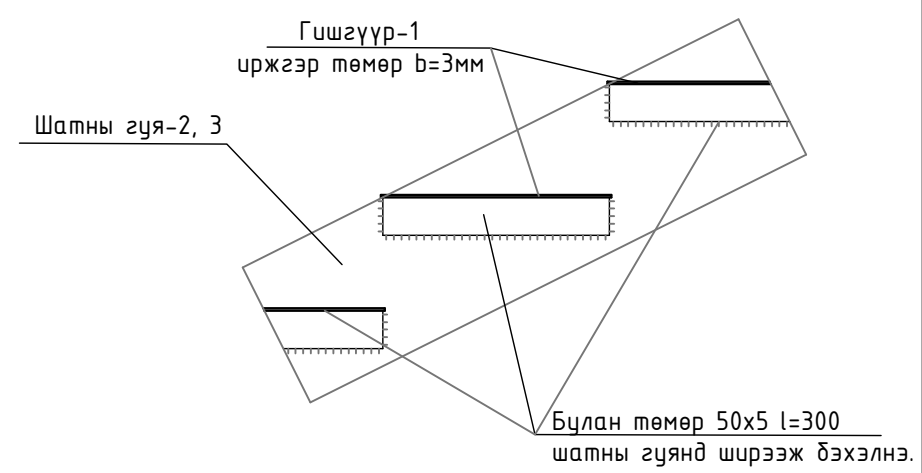 Гишгүүр-1
иржгэр төмөр b=3мм
Шатны гуя-2, 3
Булан төмөр 50х5 l=300
шатны гуянд ширээж бэхэлнэ.